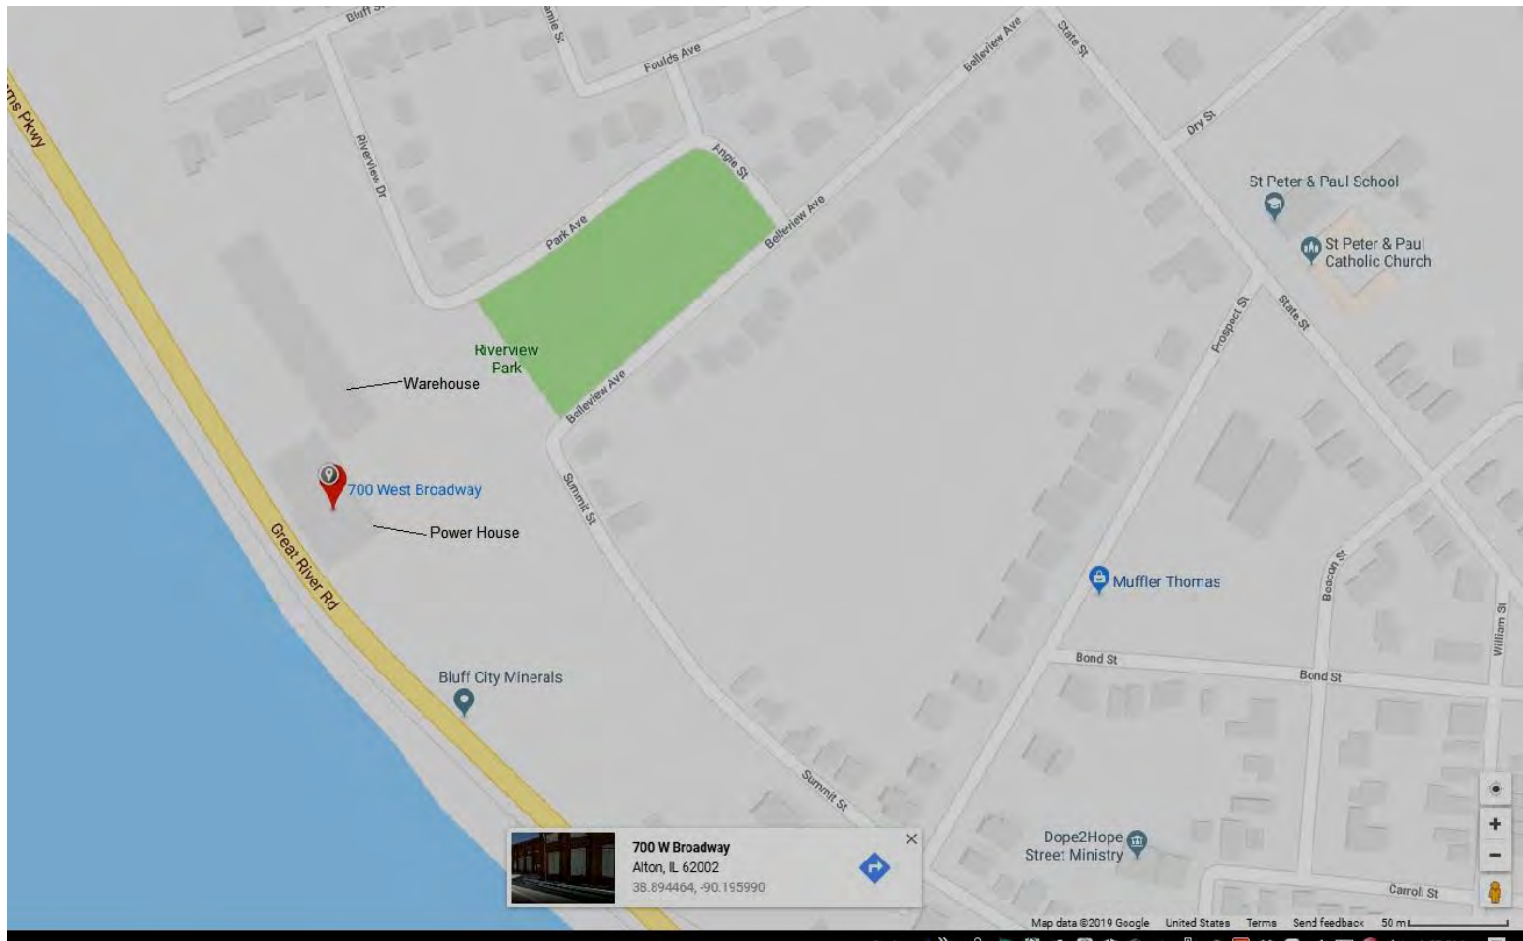 Bluff St
amie St
Foulds Ave
Belleview Ave
State St
rns Pkwy
Riverview Dr
Angie St
Dry St
St Peter & Paul School
Park Ave
Belleview Ave
St Peter & Paul
Catholic Church
Prospect St
State St
Riverview
Park
Warehouse
Belleview Ave
700 West Broadway
Summit St
Power House
Great River Rd
Beacon St
Muffler Thomas
William St
Bond St
Bond St
Bluff City Minerals
Summit St
Dope2Hope
Street Ministry
700 W Broadway
Alton, IL 62002
38.894464, -90.195990
Carroll St
Map data ©2019 Google United States Terms Send feedback 50 m